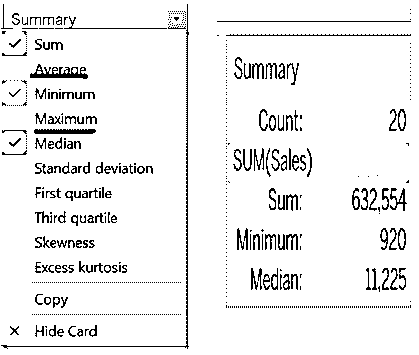 Summary
Sum
Average
Minimum
Maximum
Median
Standard deviation
First quartile
Third quartile
Skewness
Excess kurtosis
Copy
Hide Card
Summary
Count: 20
SUM(Sales)
Sum: 632,554
Minimum: 920
Median: 11,225